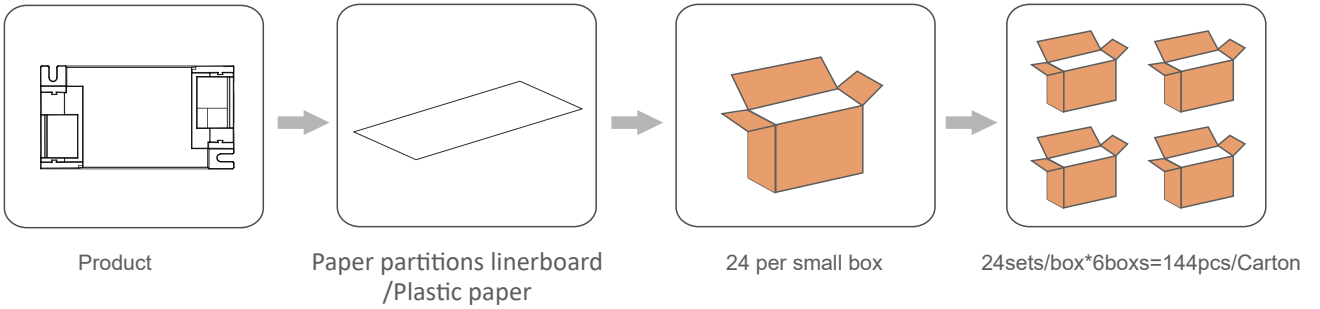 Product
Paper partitions linerboard
/Plastic paper
24 per small box
24sets/box*6boxs=144pcs/Carton